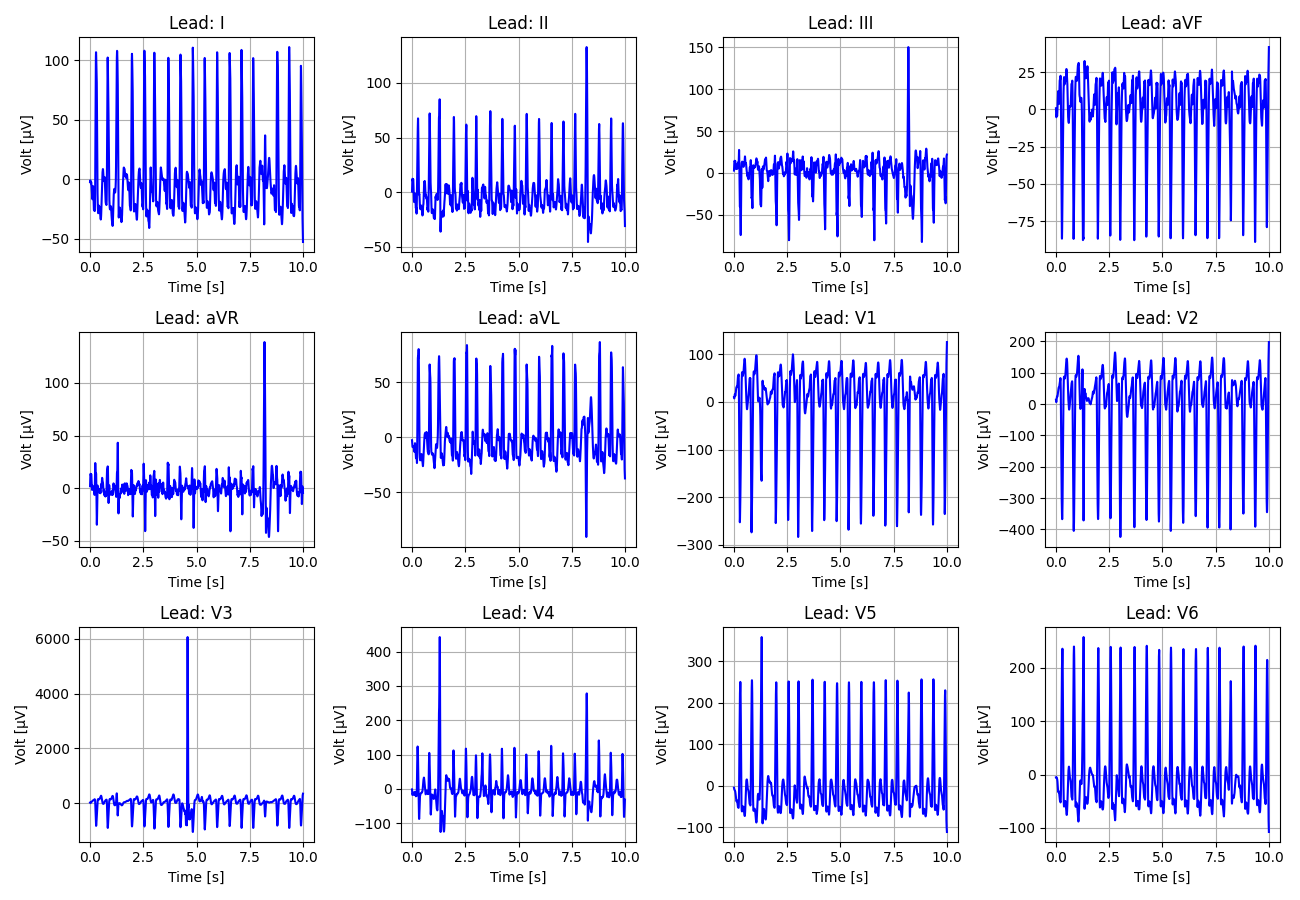 Lead: I
Lead: II
Lead: III
Lead: aVF
Volt [µV]
100
50
0
−50
0.0 2.5 5.0 7.5 10.0
Time [s]
Volt [µV]
100
50
0
−50
0.0 2.5 5.0 7.5 10.0
Time [s]
Volt [µV]
150
100
50
0
−50
0.0 2.5 5.0 7.5 10.0
Time [s]
Volt [µV]
25
0
−25
−50
−75
0.0 2.5 5.0 7.5 10.0
Time [s]
Lead: aVR
Lead: aVL
Lead: V1
Lead: V2
Volt [µV]
100
50
0
−50
0.0 2.5 5.0 7.5 10.0
Time [s]
Volt [µV]
50
0
−50
0.0 2.5 5.0 7.5 10.0
Time [s]
Volt [µV]
100
0
−100
−200
−300
0.0 2.5 5.0 7.5 10.0
Time [s]
Volt [µV]
200
100
0
−100
−200
−300
−400
0.0 2.5 5.0 7.5 10.0
Time [s]
Lead: V3
Lead: V4
Lead: V5
Lead: V6
Volt [µV]
6000
4000
2000
0
0.0 2.5 5.0 7.5 10.0
Time [s]
Volt [µV]
400
300
200
100
0
−100
0.0 2.5 5.0 7.5 10.0
Time [s]
Volt [µV]
300
200
100
0
−100
0.0 2.5 5.0 7.5 10.0
Time [s]
Volt [µV]
200
100
0
−100
0.0 2.5 5.0 7.5 10.0
Time [s]